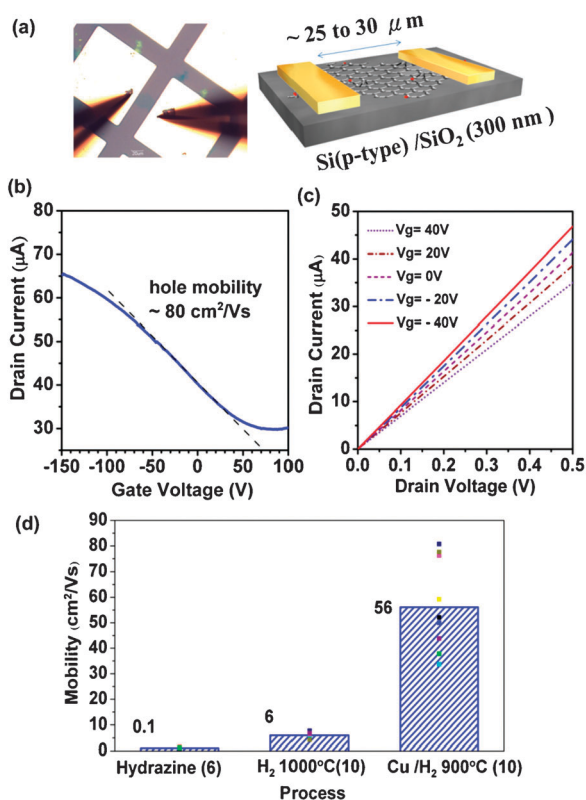 (a)
~ 25 to 30 μm
Si(p-type) /SiO₂ (300 nm )
(b)
80
70
60
50
40
30
Drain Current (μA)
hole mobility
~ 80 cm²/Vs
-150
-100
-50
0
50
100
Gate Voltage (V)
(c)
50
40
30
20
10
0
Drain Current (μA)
Vg= 40V
Vg= 20V
Vg= 0V
Vg= - 20V
Vg= - 40V
0.0
0.1
0.2
0.3
0.4
0.5
Drain Voltage (V)
(d)
90
80
70
60
50
40
30
20
10
0
Mobility (cm²/Vs)
0.1
6
56
Hydrazine (6)
H₂ 1000°C(10)
Cu /H₂ 900°C (10)
Process